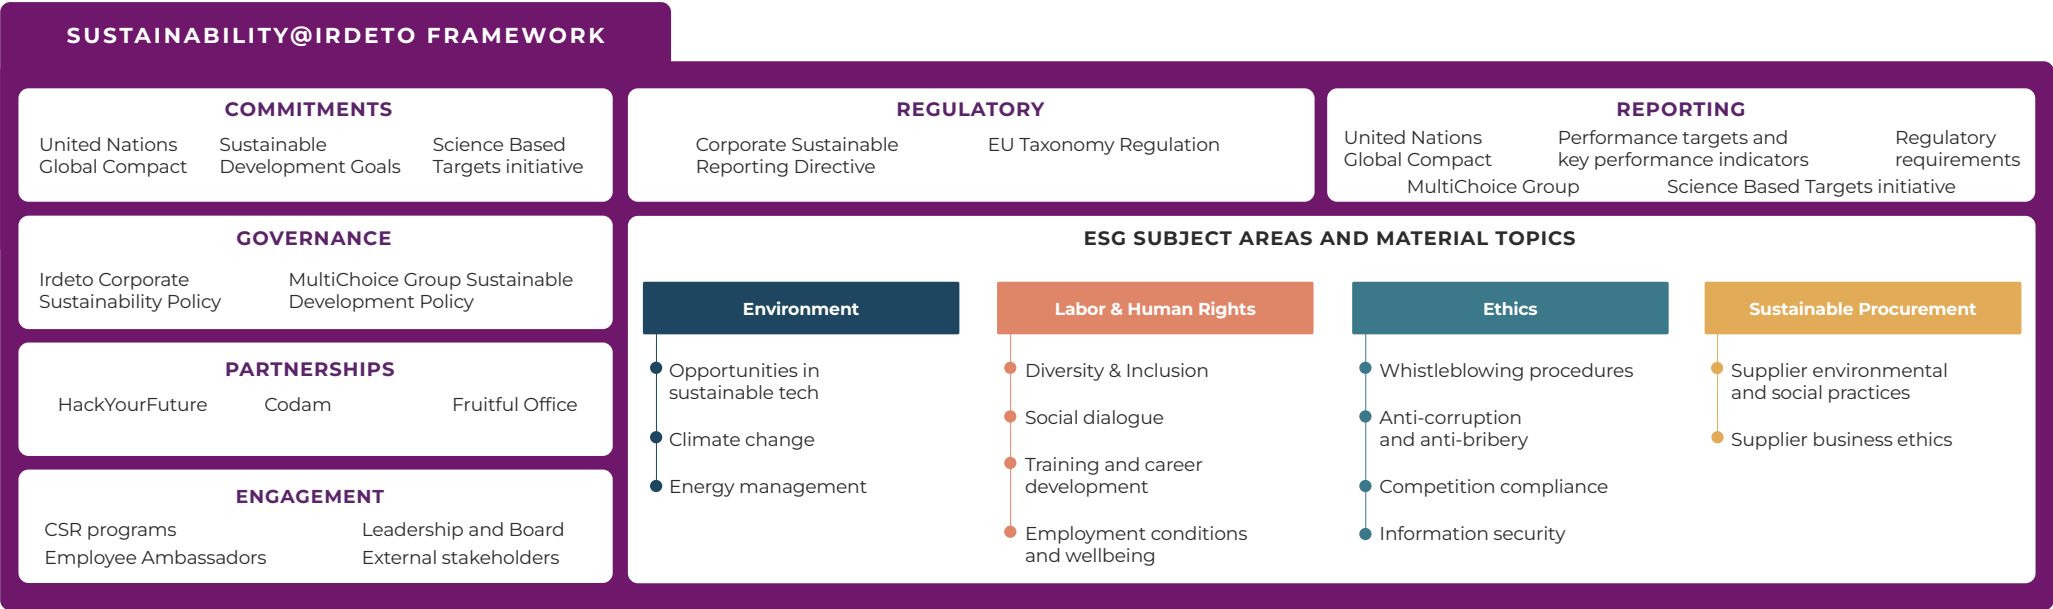 SUSTAINABILITY@IRDETO FRAMEWORK
COMMITMENTS
United Nations
Global Compact
Sustainable
Development Goals
Science Based
Targets initiative
REGULATORY
Corporate Sustainable
Reporting Directive
EU Taxonomy Regulation
REPORTING
United Nations
Global Compact
Performance targets and
key performance indicators
Regulatory
requirements
MultiChoice Group
Science Based Targets initiative
GOVERNANCE
Irdeto Corporate
Sustainability Policy
MultiChoice Group Sustainable
Development Policy
PARTNERSHIPS
HackYourFuture
Codam
Fruitful Office
ENGAGEMENT
CSR programs
Employee Ambassadors
Leadership and Board
External stakeholders
ESG SUBJECT AREAS AND MATERIAL TOPICS
Environment
Opportunities in
sustainable tech
Climate change
Energy management
Labor & Human Rights
Diversity & Inclusion
Social dialogue
Training and career
development
Employment conditions
and wellbeing
Ethics
Whistleblowing procedures
Anti-corruption
and anti-bribery
Competition compliance
Information security
Sustainable Procurement
Supplier environmental
and social practices
Supplier business ethics